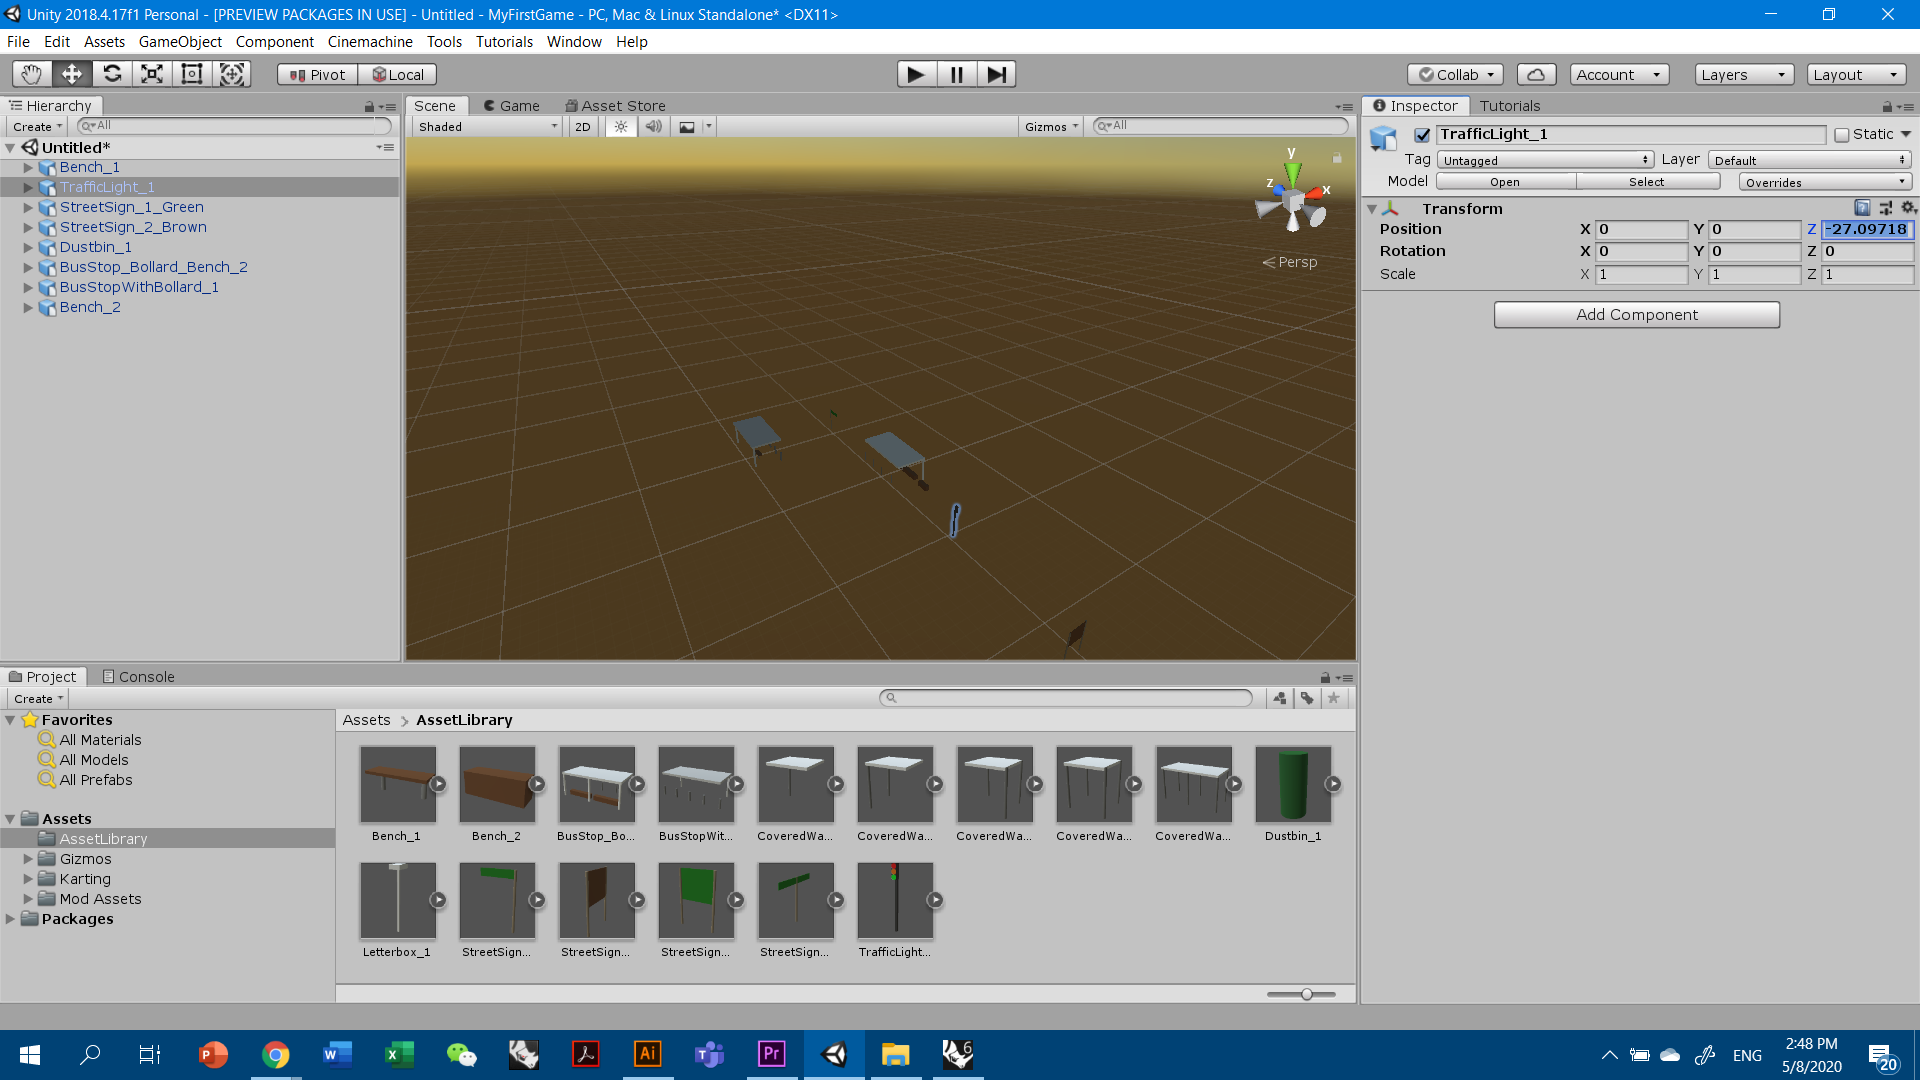 Unity 2018.4.17f1 Personal - [PREVIEW PACKAGES IN USE] - Untitled - MyFirstGame - PC, Mac & Linux Standalone* <DX11>
File Edit Assets GameObject Component Cinemachine Tools Tutorials Window Help
Pivot Local Collab Account Layers Layout
Hierarchy
Create All
Untitled*
Bench_1
TrafficLight_1
StreetSign_1_Green
StreetSign_2_Brown
Dustbin_1
BusStop_Bollard_Bench_2
BusStopWithBollard_1
Bench_2
Scene Game Asset Store
Shaded 2D Gizmos All
y
z x
Persp
Inspector Tutorials
TrafficLight_1 Static
Tag Untagged Layer Default
Model Open Select Overrides
Transform
Position X 0 Y 0 Z -27.09718
Rotation X 0 Y 0 Z 0
Scale X 1 Y 1 Z 1
Add Component
Project Console
Create
Favorites
All Materials
All Models
All Prefabs
Assets
AssetLibrary
Gizmos
Karting
Mod Assets
Packages
Assets AssetLibrary
Bench_1 Bench_2 BusStop_Bo... BusStopWit... CoveredWa... CoveredWa... CoveredWa... CoveredWa... CoveredWa... Dustbin_1
Letterbox_1 StreetSign... StreetSign... StreetSign... StreetSign... TrafficLight...
P W X Ai T Pr 6 ENG 2:48 PM
5/8/2020 20